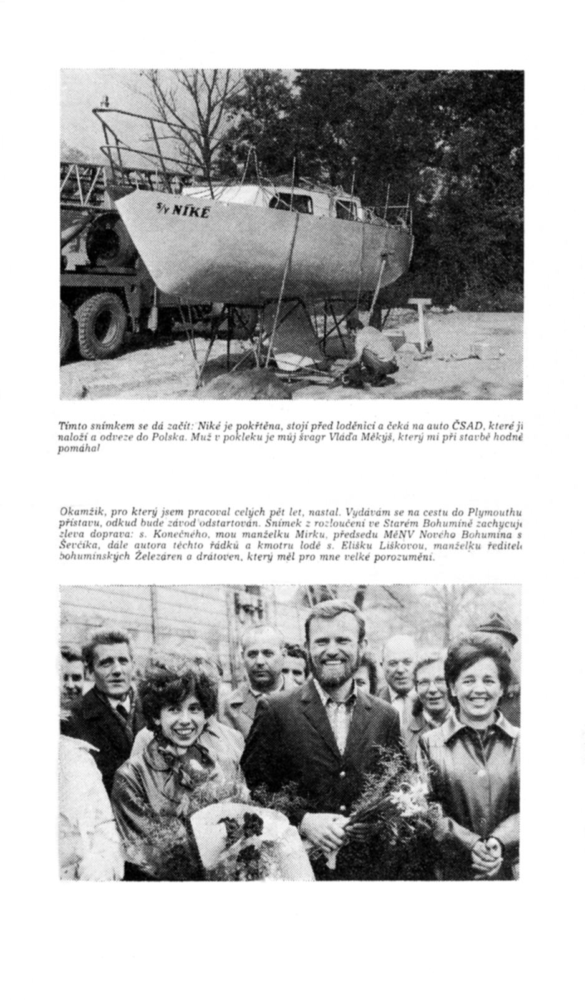 S/Y NÍKÉ
Tímto snímkem se dá začít: Niké je pokřtěna, stojí před loděnicí a čeká na auto ČSAD, které ji
naloží a odveze do Polska. Muž v pokleku je můj švagr Vláďa Měkýš, který mi při stavbě hodně
pomáhal
Okamžik, pro který jsem pracoval celých pět let, nastal. Vydávám se na cestu do Plymouthu
přístavu, odkud bude závod odstartován. Snímek z rozloučení ve Starém Bohumíně zachycuje
zleva doprava: s. Konečného, mou manželku Mirku, předsedu MěNV Nového Bohumína s
Ševčíka, dále autora těchto řádků a kmotru lodě s. Elišku Liškovou, manželku ředitele
bohumínských Železáren a drátoven, který měl pro mne velké porozumění.